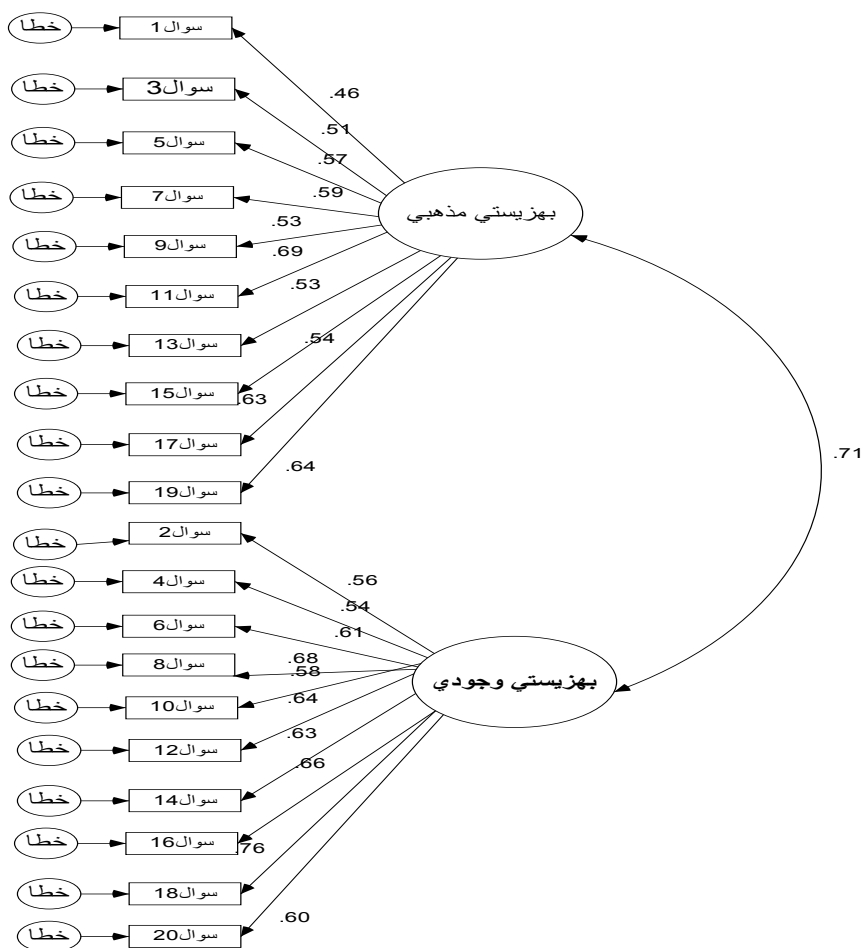 خطا
سوال1
.46
خطا
سوال3
.51
خطا
سوال5
.57
خطا
سوال7
.59
بهزيستي مذهبي
خطا
سوال9
.53
.69
خطا
سوال11
.53
خطا
سوال13
.54
خطا
سوال15
.63
خطا
سوال17
.71
خطا
سوال19
.64
خطا
سوال2
.56
خطا
سوال4
.54
خطا
سوال6
.61
خطا
سوال8
.68
.58
بهزيستي وجودي
خطا
سوال10
.64
خطا
سوال12
.63
.66
خطا
سوال14
خطا
سوال16
.76
خطا
سوال18
.60
خطا
سوال20